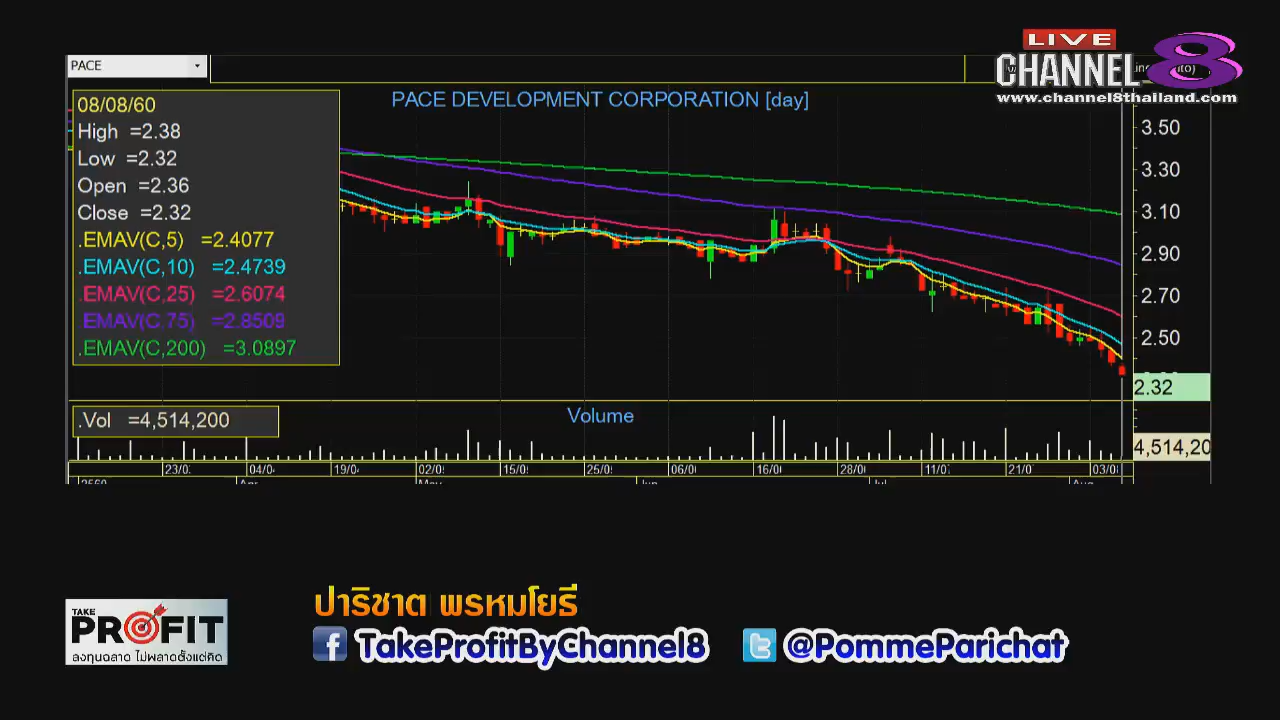 LIVE
CHANNEL 8
www.channel8thailand.com
PACE
PACE DEVELOPMENT CORPORATION [day]
08/08/60
High =2.38
Low =2.32
Open =2.36
Close =2.32
.EMAV(C,5) =2.4077
.EMAV(C,10) =2.4739
.EMAV(C,25) =2.6074
.EMAV(C,75) =2.8509
.EMAV(C,200) =3.0897
3.50
3.30
3.10
2.90
2.70
2.50
2.32
.Vol =4,514,200
Volume
4,514,20
23/0 04/0 19/0 02/0 15/0 25/0 06/0 16/0 28/0 11/0 21/0 03/0
2560 Apr May Jun Jul Aug
TAKE
PROFIT
ลงทุนฉลาด ไม่พลาดตั้งแต่คิด
ปาริชาต พรหมโยธี
TakeProfitByChannel8 @PommeParichat